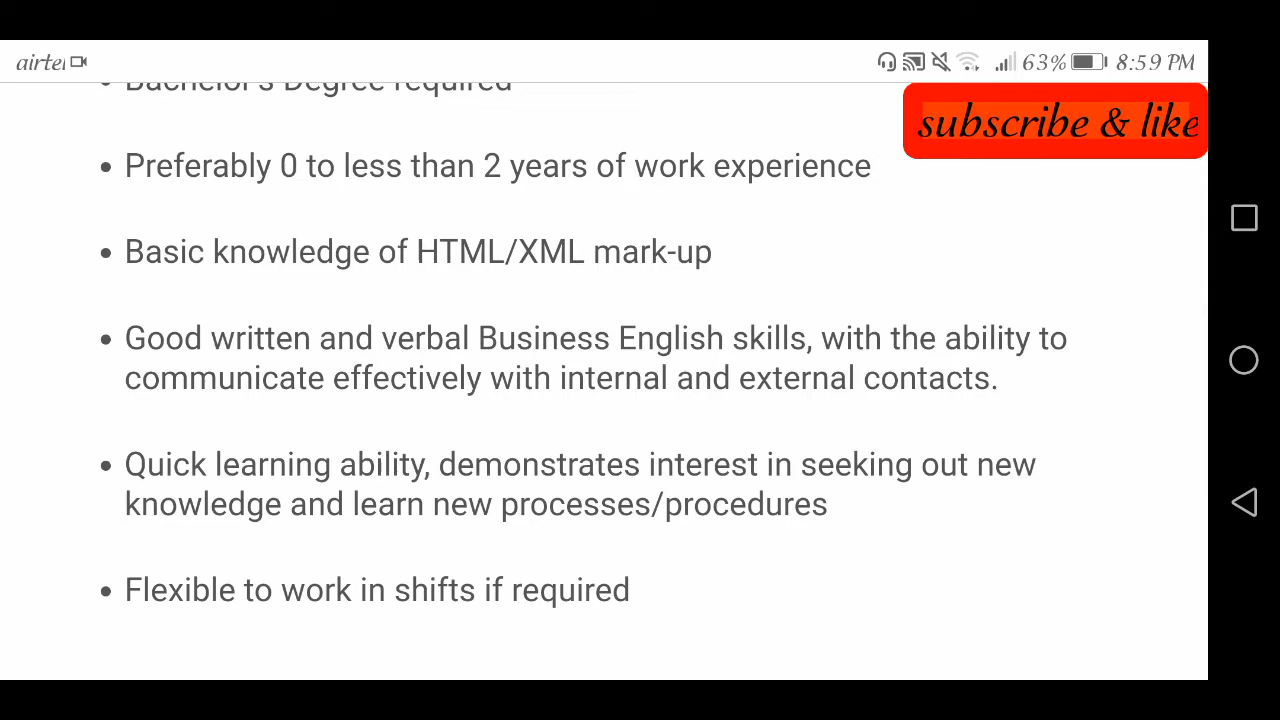 airtel
63% 8:59 PM
• Bachelor's Degree required
subscribe & like
• Preferably 0 to less than 2 years of work experience
• Basic knowledge of HTML/XML mark-up
• Good written and verbal Business English skills, with the ability to
communicate effectively with internal and external contacts.
• Quick learning ability, demonstrates interest in seeking out new
knowledge and learn new processes/procedures
• Flexible to work in shifts if required